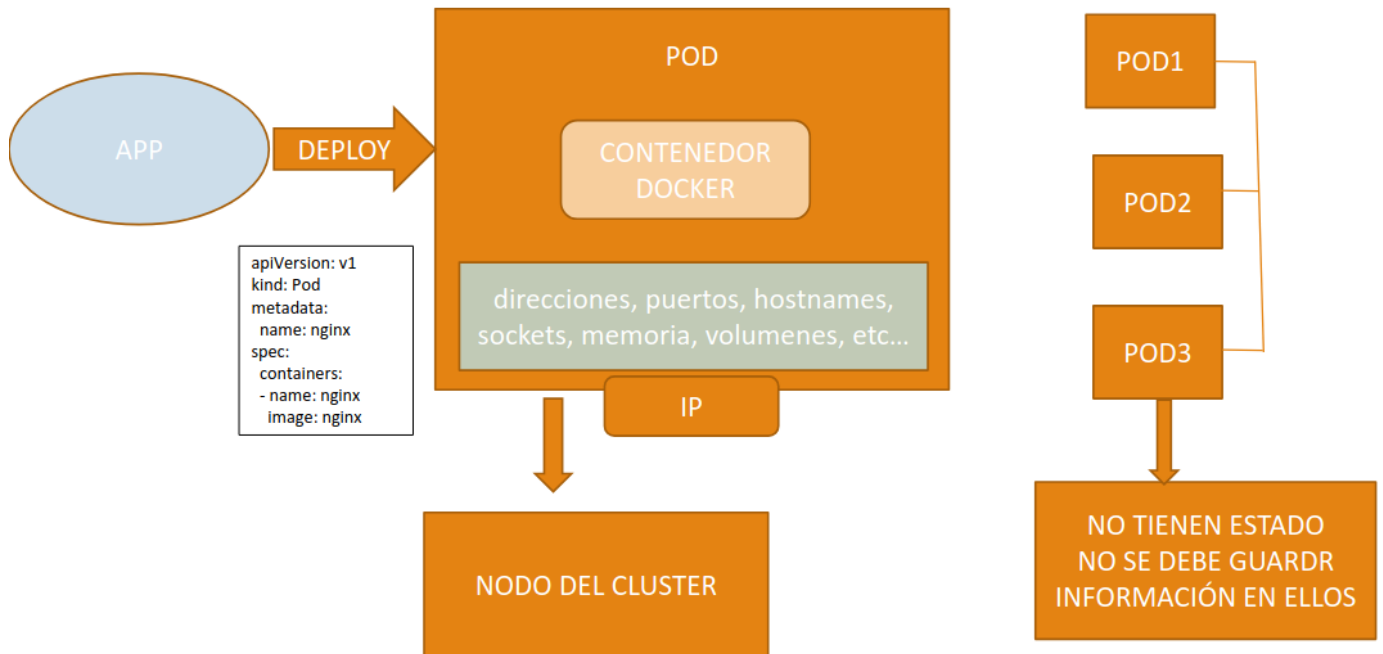 APP
DEPLOY
apiVersion: v1
kind: Pod
metadata:
  name: nginx
spec:
  containers:
  - name: nginx
    image: nginx
POD
CONTENEDOR
DOCKER
direcciones, puertos, hostnames,
sockets, memoria, volumenes, etc...
IP
NODO DEL CLUSTER
POD1
POD2
POD3
NO TIENEN ESTADO
NO SE DEBE GUARDR
INFORMACIÓN EN ELLOS